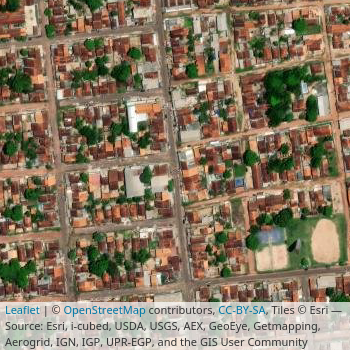 Leaflet | © OpenStreetMap contributors, CC-BY-SA, Tiles © Esri —
Source: Esri, i-cubed, USDA, USGS, AEX, GeoEye, Getmapping,
Aerogrid, IGN, IGP, UPR-EGP, and the GIS User Community